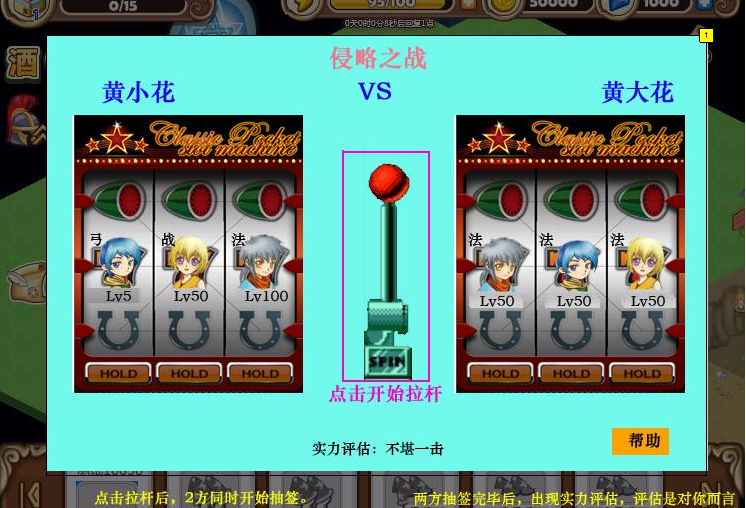 1
0/15
95/100
50000
1000
0天0时0分8秒后回复1点
1
酒
侵略之战
黄小花
VS
黄大花
Classic Pocket
slot machine
Classic Pocket
slot machine
弓
战
法
法
法
法
Lv5
Lv50
Lv100
Lv50
Lv50
Lv50
SPIN
HOLD
HOLD
HOLD
HOLD
HOLD
HOLD
点击开始拉杆
实力评估：不堪一击
帮助
点击拉杆后，2方同时开始抽签。
两方抽签完毕后，出现实力评估，评估是对你而言